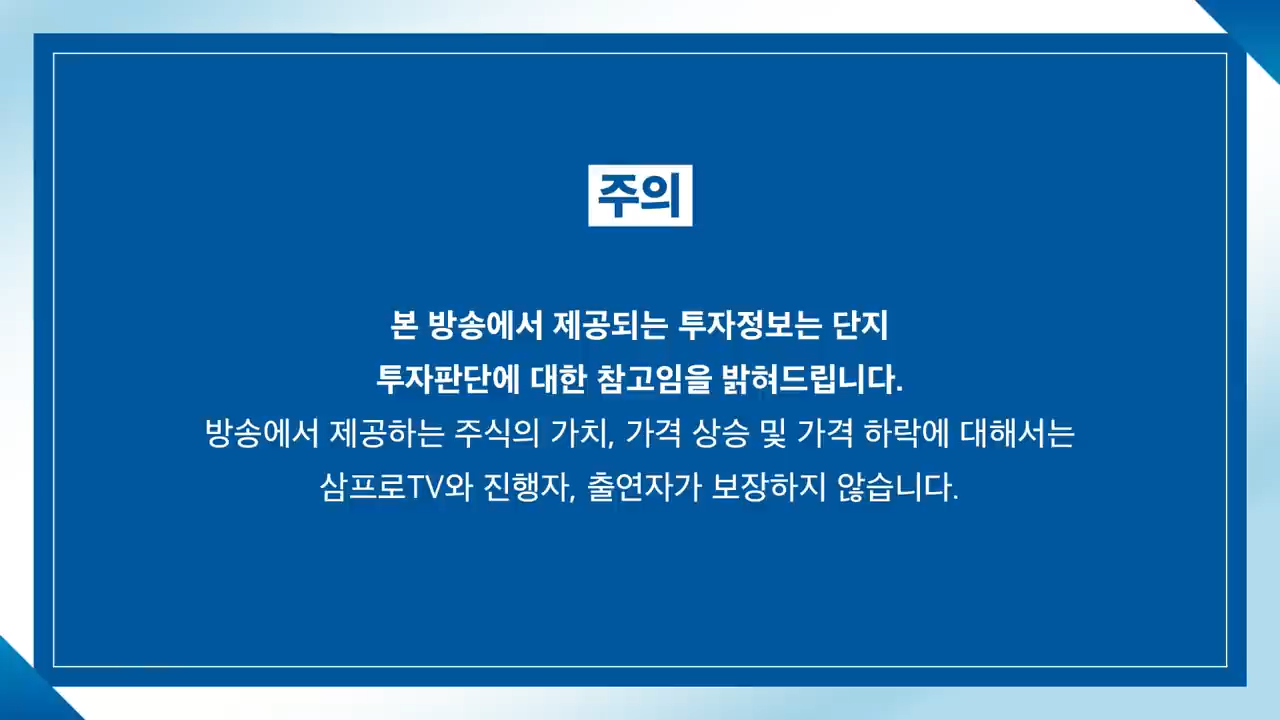 주의
본 방송에서 제공되는 투자정보는 단지
투자판단에 대한 참고임을 밝혀드립니다.
방송에서 제공하는 주식의 가치, 가격 상승 및 가격 하락에 대해서는
삼프로TV와 진행자, 출연자가 보장하지 않습니다.